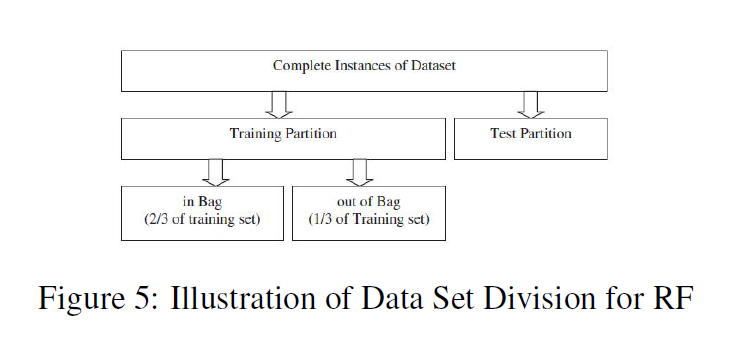 Complete Instances of Dataset
Training Partition
Test Partition
in Bag
(2/3 of training set)
out of Bag
(1/3 of Training set)
Figure 5: Illustration of Data Set Division for RF